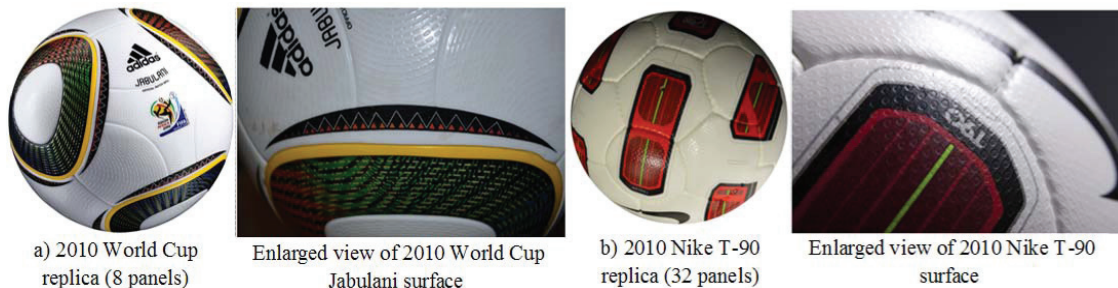 adidas
JABULANI
adidas
JABULANI
a) 2010 World Cup
replica (8 panels)
Enlarged view of 2010 World Cup
Jabulani surface
b) 2010 Nike T-90
replica (32 panels)
Enlarged view of 2010 Nike T-90
surface